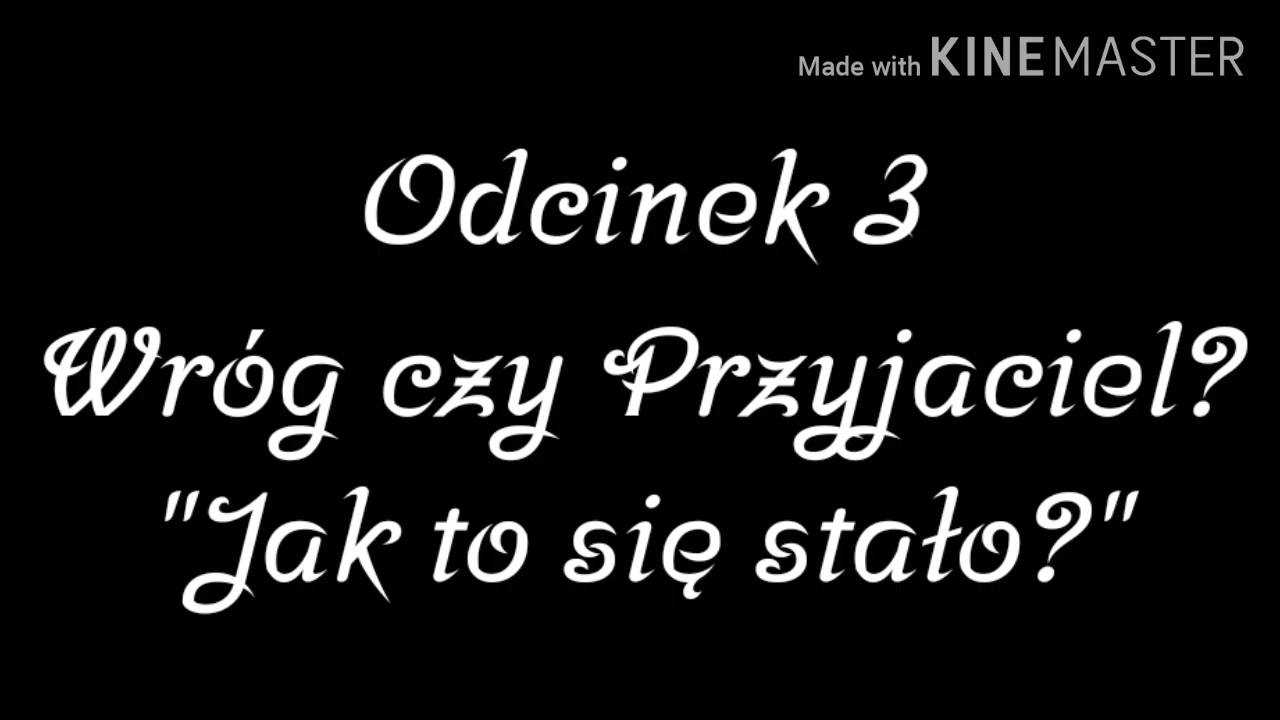 Made with KINEMASTER
Odcinek 3
Wróg czy Przyjaciel?
"Jak to się stało?"